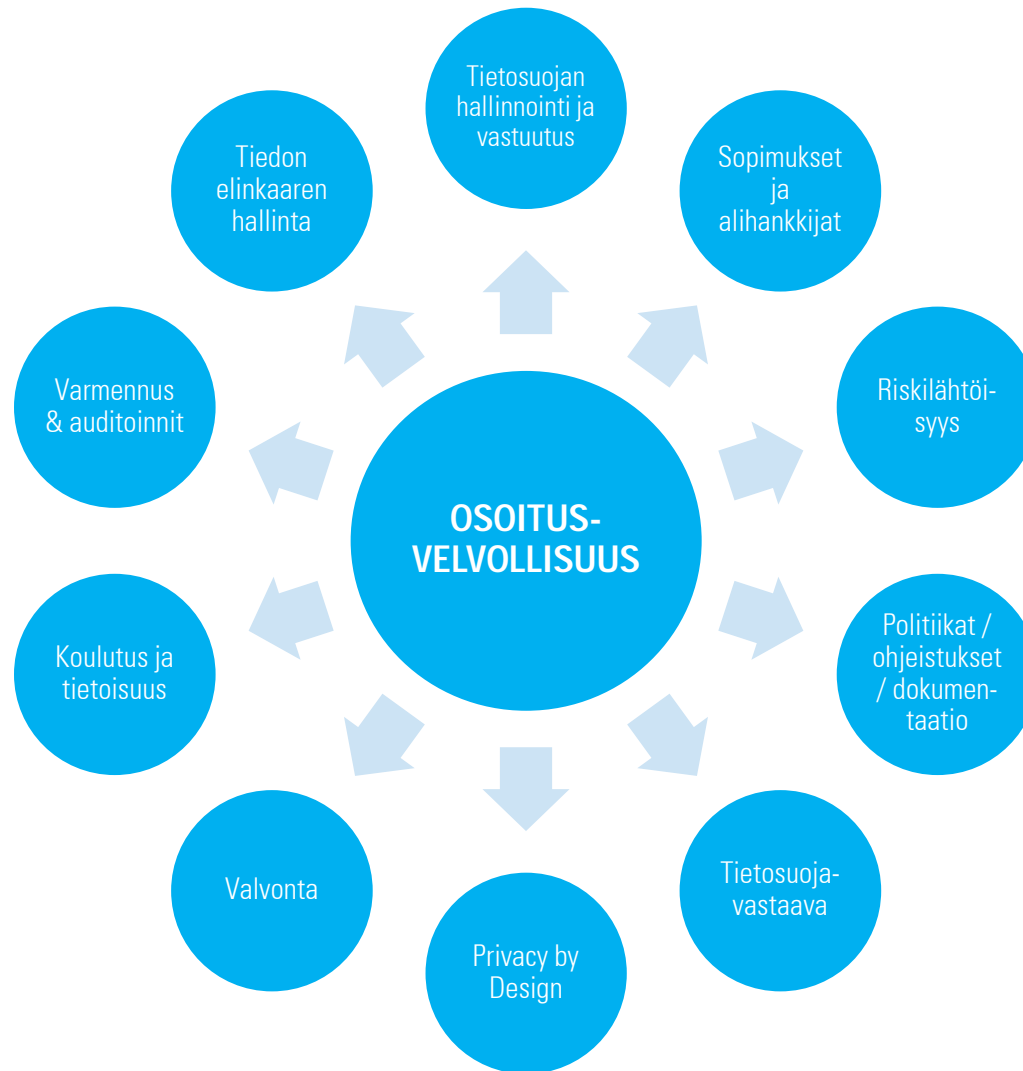 Tietosuojan
hallinnointi ja
vastuutus
Sopimukset
ja
alihankkijat
Riskilähtöi-
syys
Politiikat /
ohjeistukset
/ dokumen-
taatio
Tietosuoja-
vastaava
Privacy by
Design
Valvonta
Koulutus ja
tietoisuus
Varmennus
& auditoinnit
Tiedon
elinkaaren
hallinta
OSOITUS-
VELVOLLISUUS